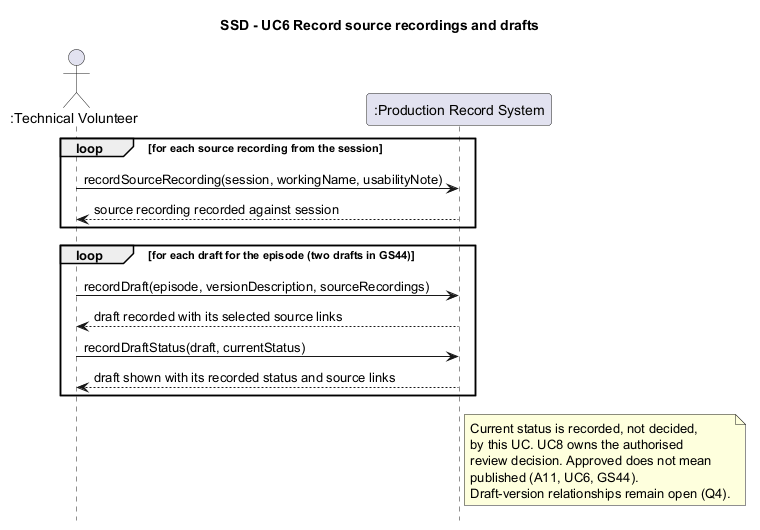 SSD - UC6 Record source recordings and drafts
:Technical Volunteer
:Production Record System
loop [for each source recording from the session]
recordSourceRecording(session, workingName, usabilityNote)
source recording recorded against session
loop [for each draft for the episode (two drafts in GS44)]
recordDraft(episode, versionDescription, sourceRecordings)
draft recorded with its selected source links
recordDraftStatus(draft, currentStatus)
draft shown with its recorded status and source links
Current status is recorded, not decided,
by this UC. UC8 owns the authorised
review decision. Approved does not mean
published (A11, UC6, GS44).
Draft-version relationships remain open (Q4).